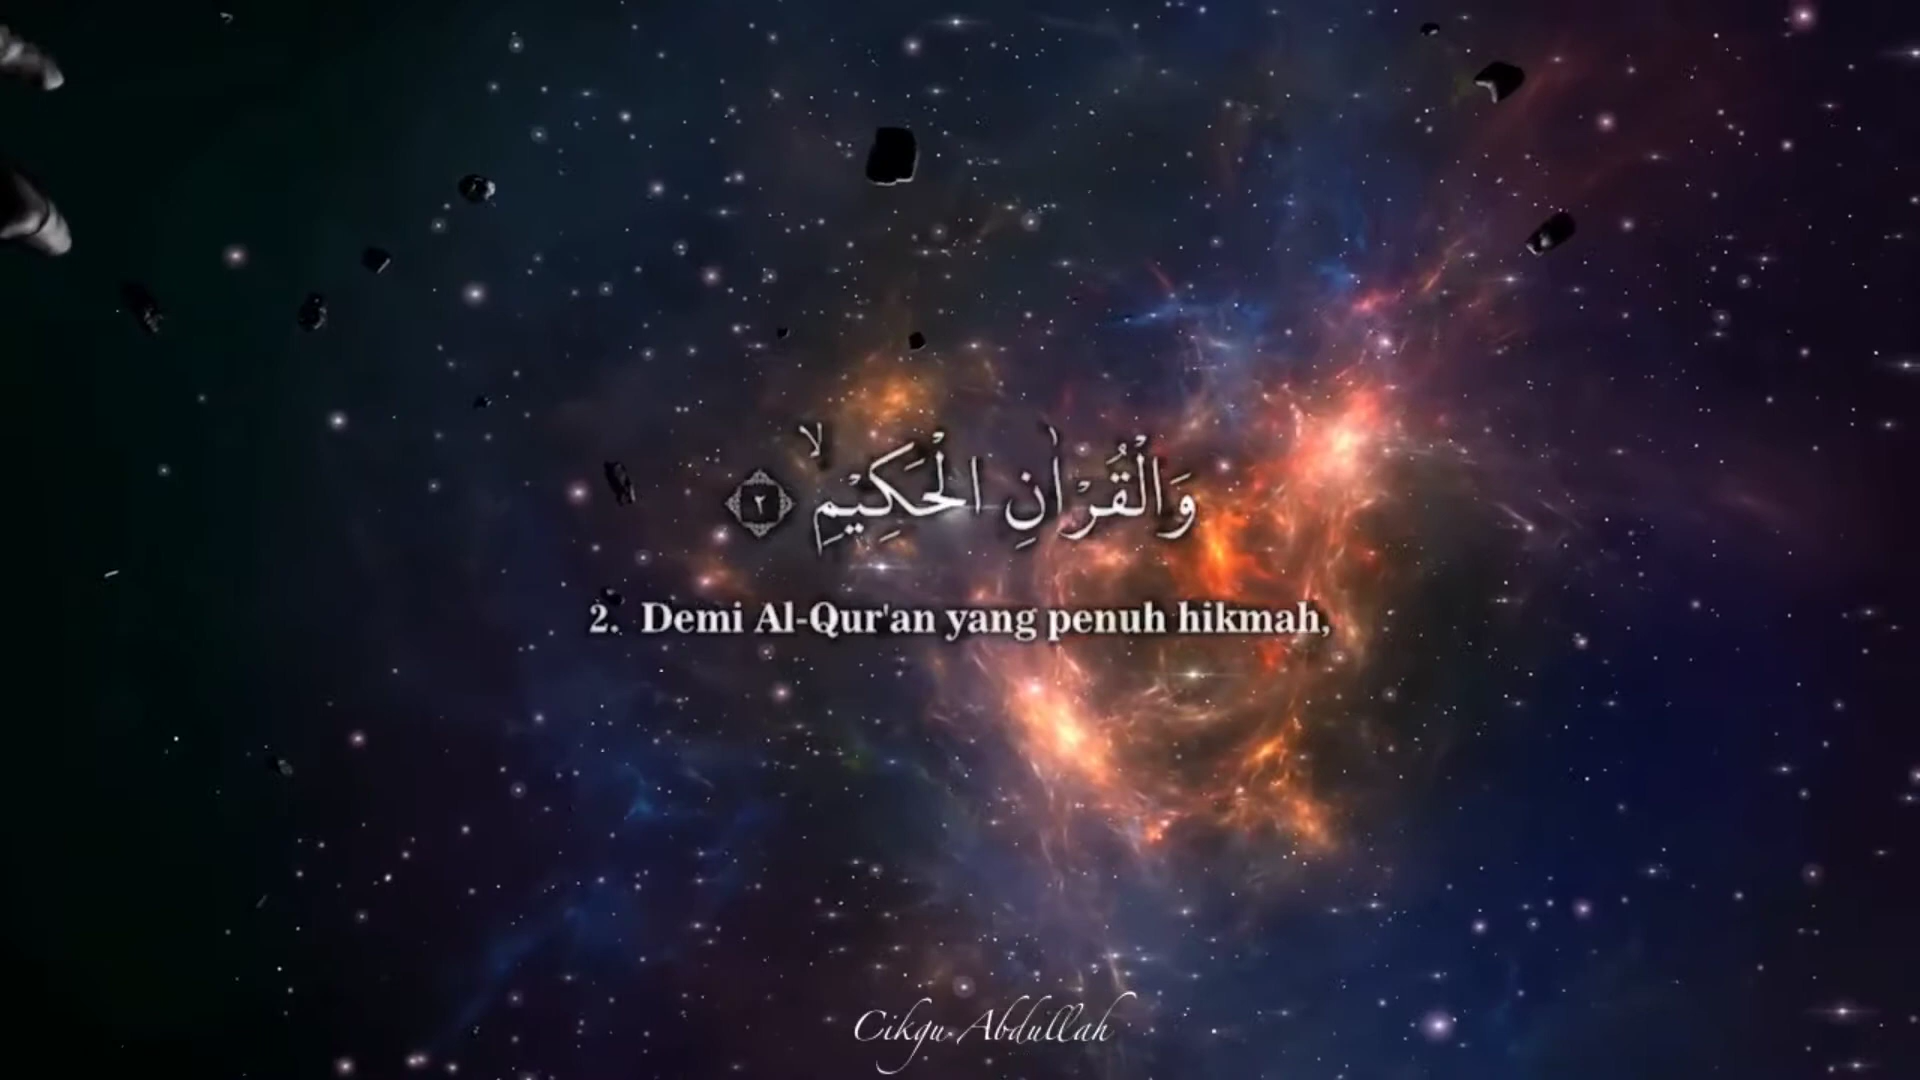 وَالْقُرْاٰنِ الْحَكِيْمِۙ ٢
2. Demi Al-Qur'an yang penuh hikmah,
Cikgu Abdullah